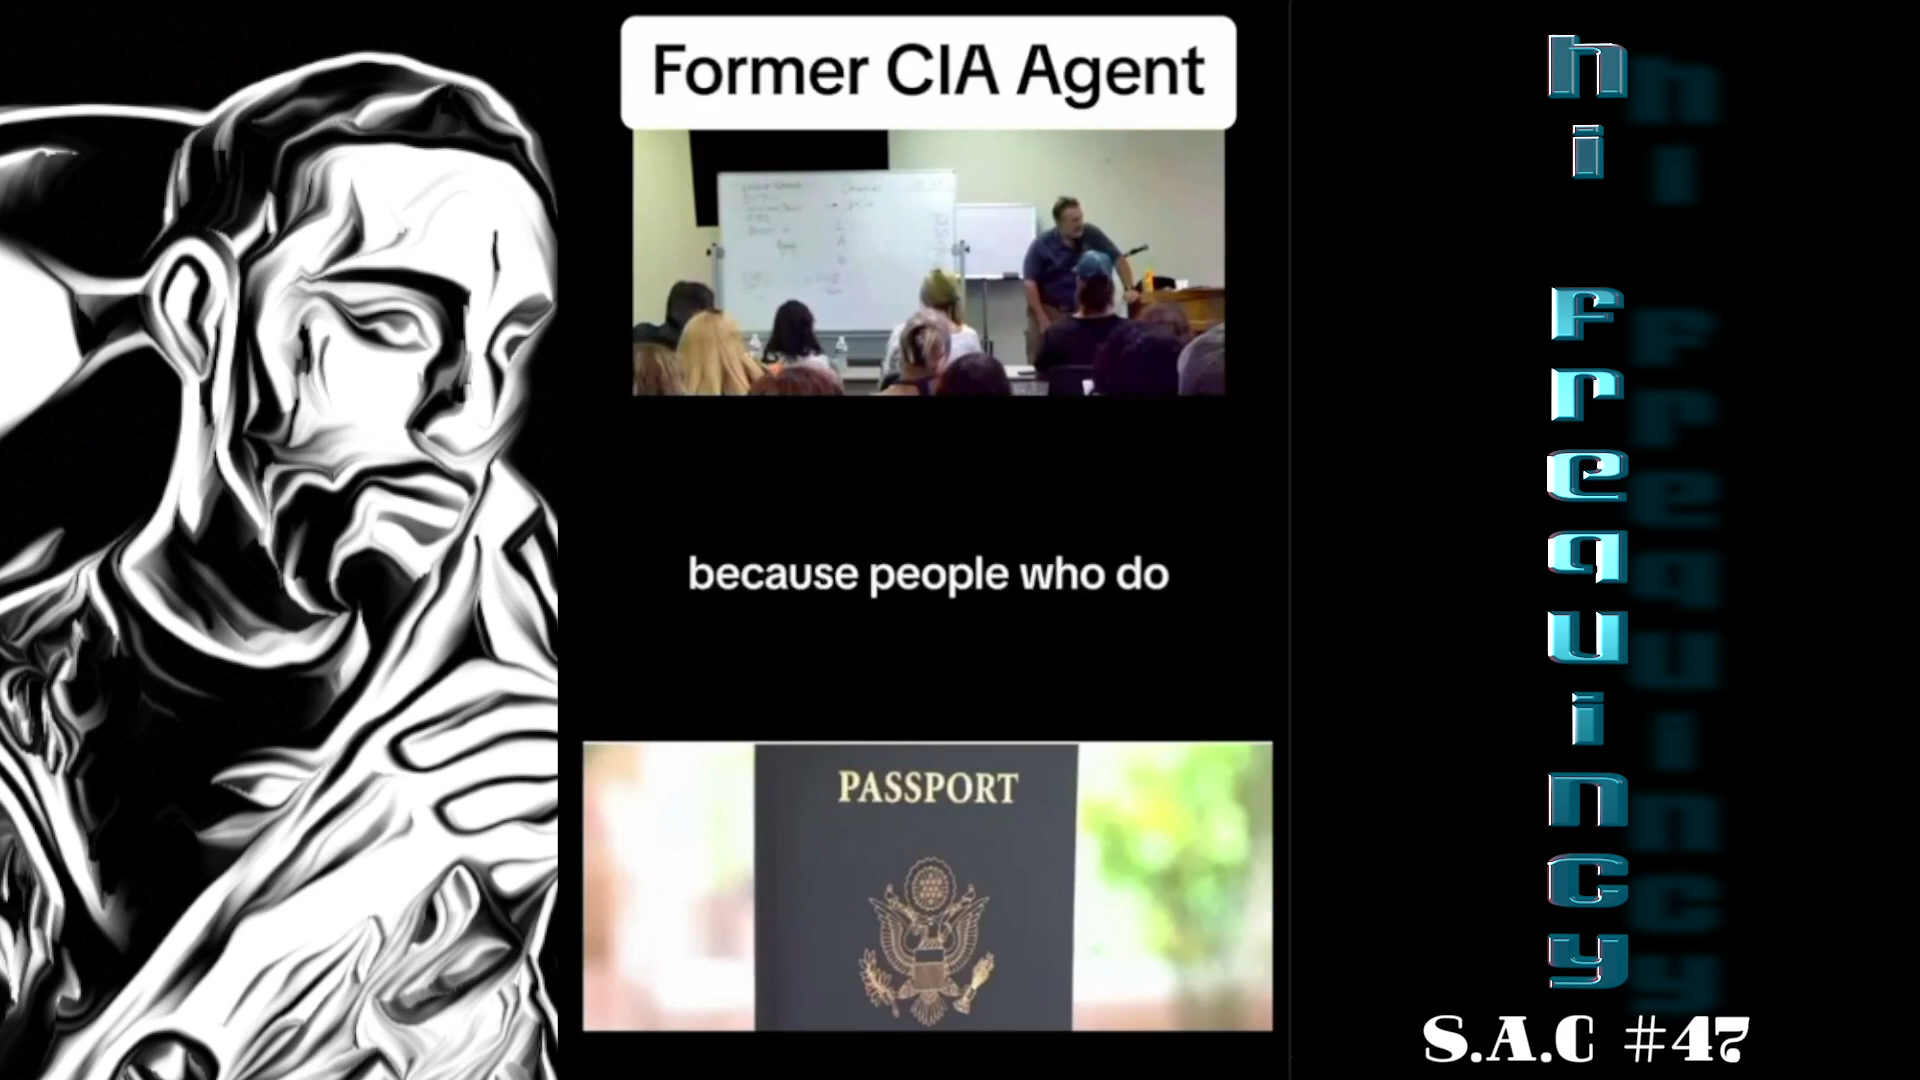 Former CIA Agent
because people who do
PASSPORT
hi frequincy
S.A.C #47